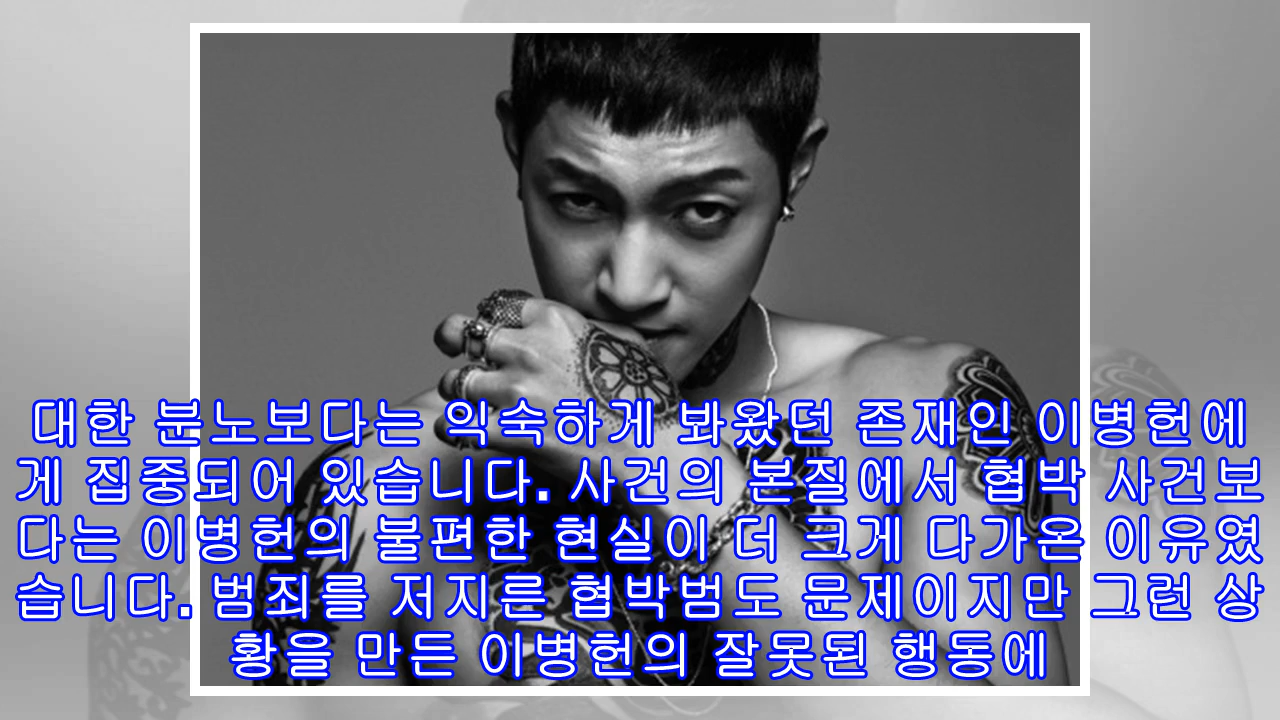 대한 분노보다는 익숙하게 봐왔던 존재인 이병헌에
게 집중되어 있습니다. 사건의 본질에서 협박 사건보
다는 이병헌의 불편한 현실이 더 크게 다가온 이유였
습니다. 범죄를 저지른 협박범도 문제이지만 그런 상
황을 만든 이병헌의 잘못된 행동에